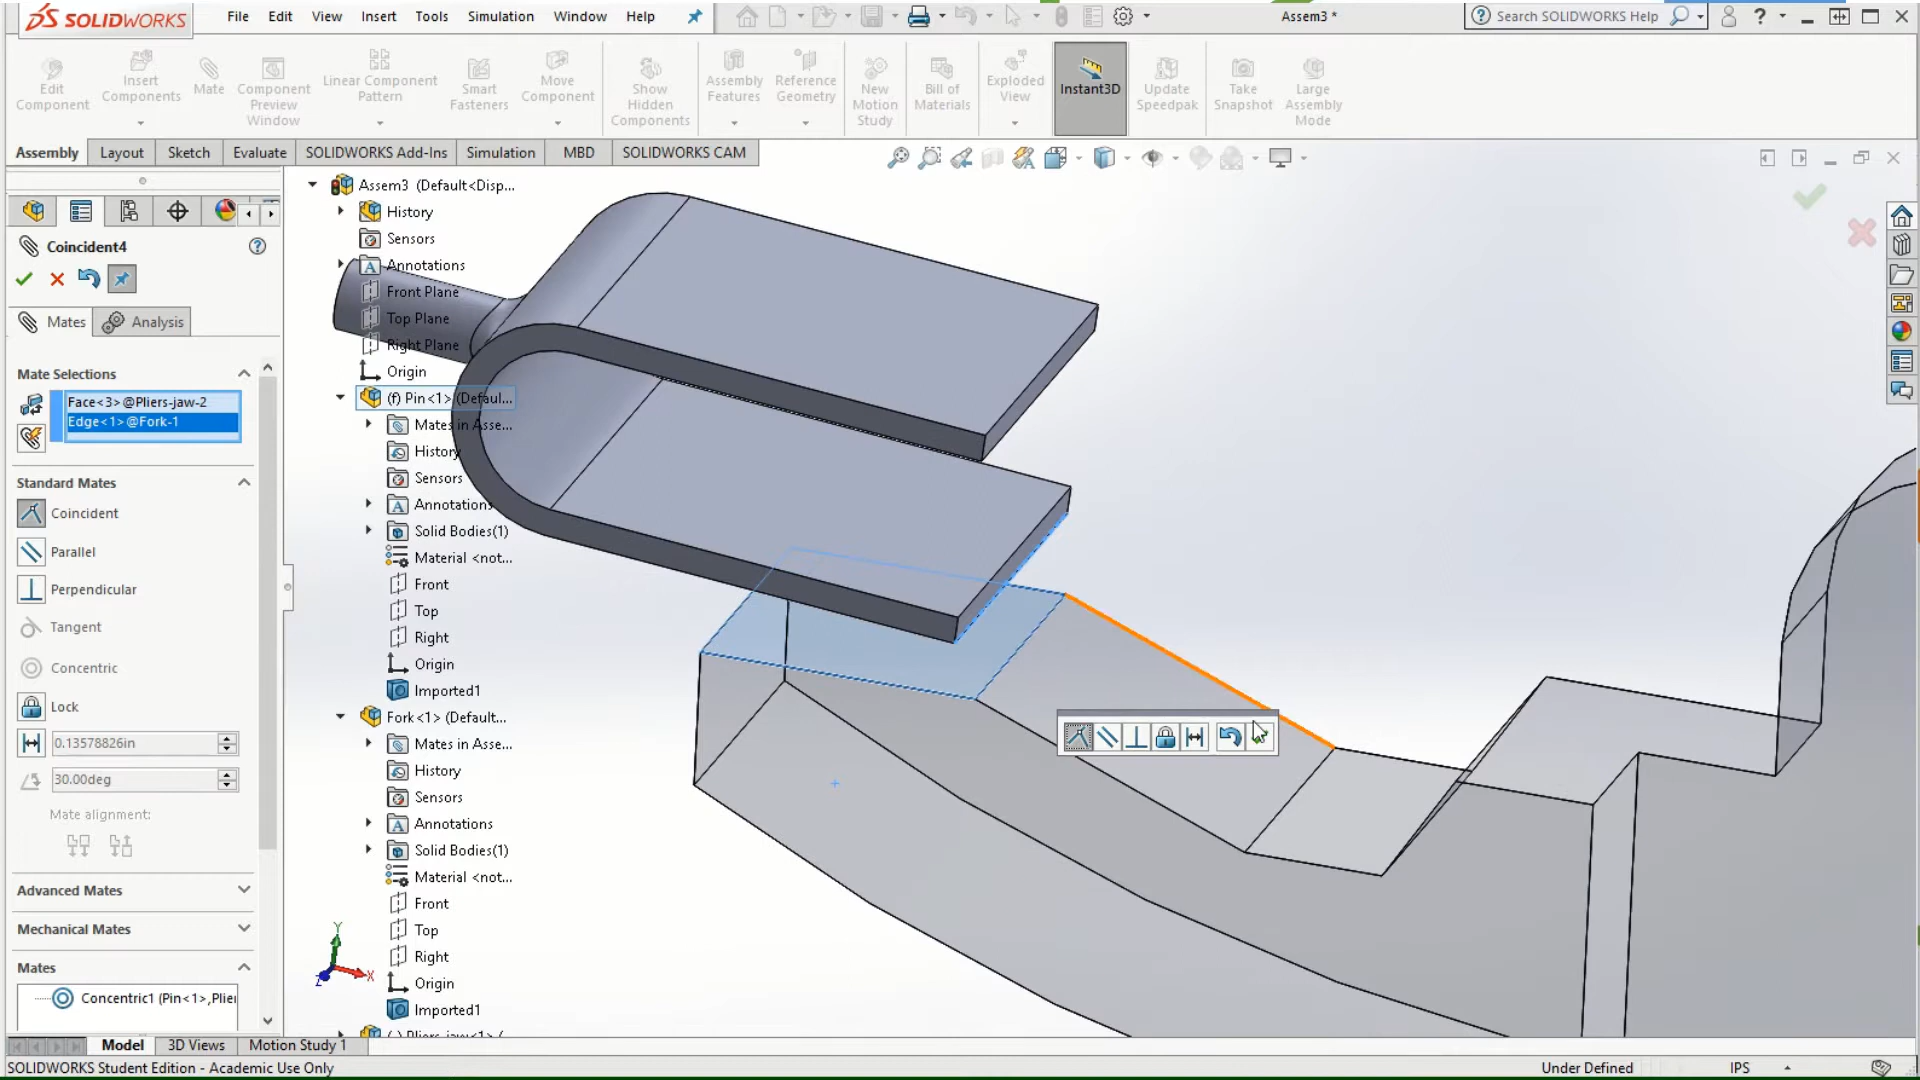 SOLIDWORKS
File Edit View Insert Tools Simulation Window Help
Assem3 *
Search SOLIDWORKS Help
Edit Component
Insert Components
Mate
Component Preview Window
Linear Component Pattern
Smart Fasteners
Move Component
Show Hidden Components
Assembly Features
Reference Geometry
New Motion Study
Bill of Materials
Exploded View
Instant3D
Update Speedpak
Take Snapshot
Large Assembly Mode
Assembly Layout Sketch Evaluate SOLIDWORKS Add-Ins Simulation MBD SOLIDWORKS CAM
Coincident4
Mates Analysis
Mate Selections
Face<3>@Pliers-jaw-2
Edge<1>@Fork-1
Standard Mates
Coincident
Parallel
Perpendicular
Tangent
Concentric
Lock
0.13578826in
30.00deg
Mate alignment:
Advanced Mates
Mechanical Mates
Mates
Concentric1 (Pin<1>,Plie
Assem3 (Default<Disp...
History
Sensors
Annotations
Front Plane
Top Plane
Right Plane
Origin
(f) Pin<1> (Defaul...
Mates in Asse...
History
Sensors
Annotations
Solid Bodies(1)
Material <not...
Front
Top
Right
Origin
Imported1
Fork<1> (Default...
Mates in Asse...
History
Sensors
Annotations
Solid Bodies(1)
Material <not...
Front
Top
Right
Origin
Imported1
(-) Pliers-jaw<1> (
Y
X
Z
Model 3D Views Motion Study 1
SOLIDWORKS Student Edition - Academic Use Only
Under Defined
IPS